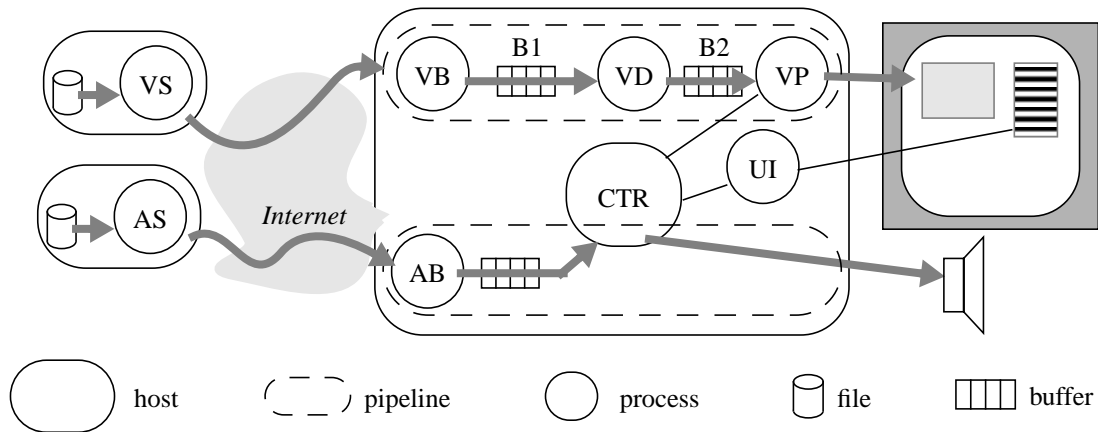 VS
AS
Internet
B1
B2
VB
VD
VP
CTR
UI
AB
host
pipeline
process
file
buffer